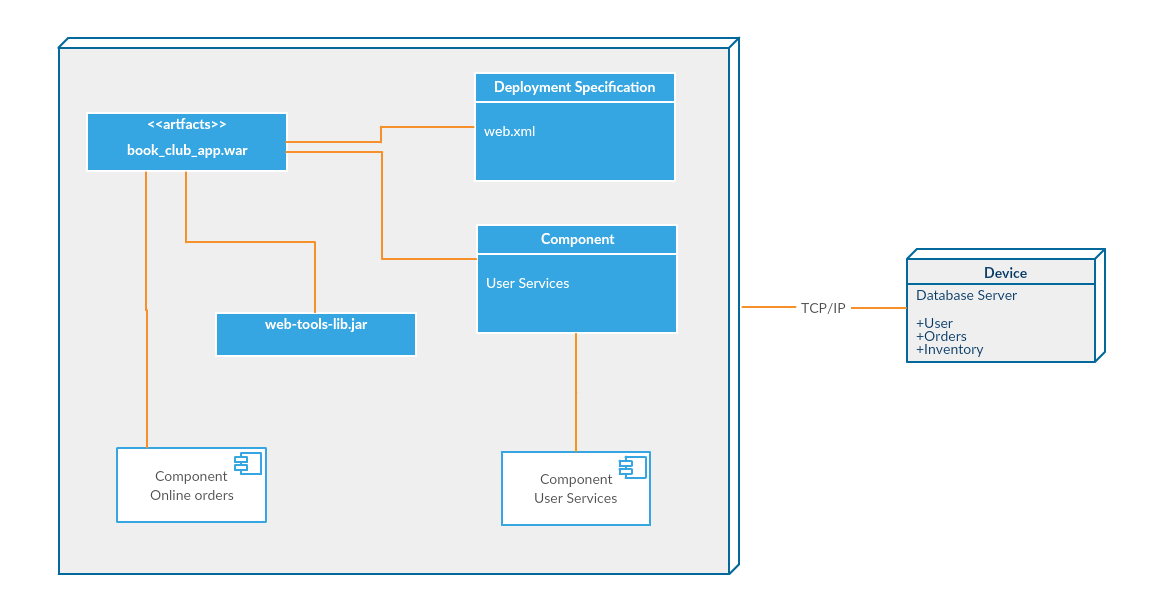 Deployment Specification
web.xml
<<artfacts>>
book_club_app.war
Component
User Services
Device
Database Server
+User
+Orders
+Inventory
TCP/IP
web-tools-lib.jar
Component
Online orders
Component
User Services